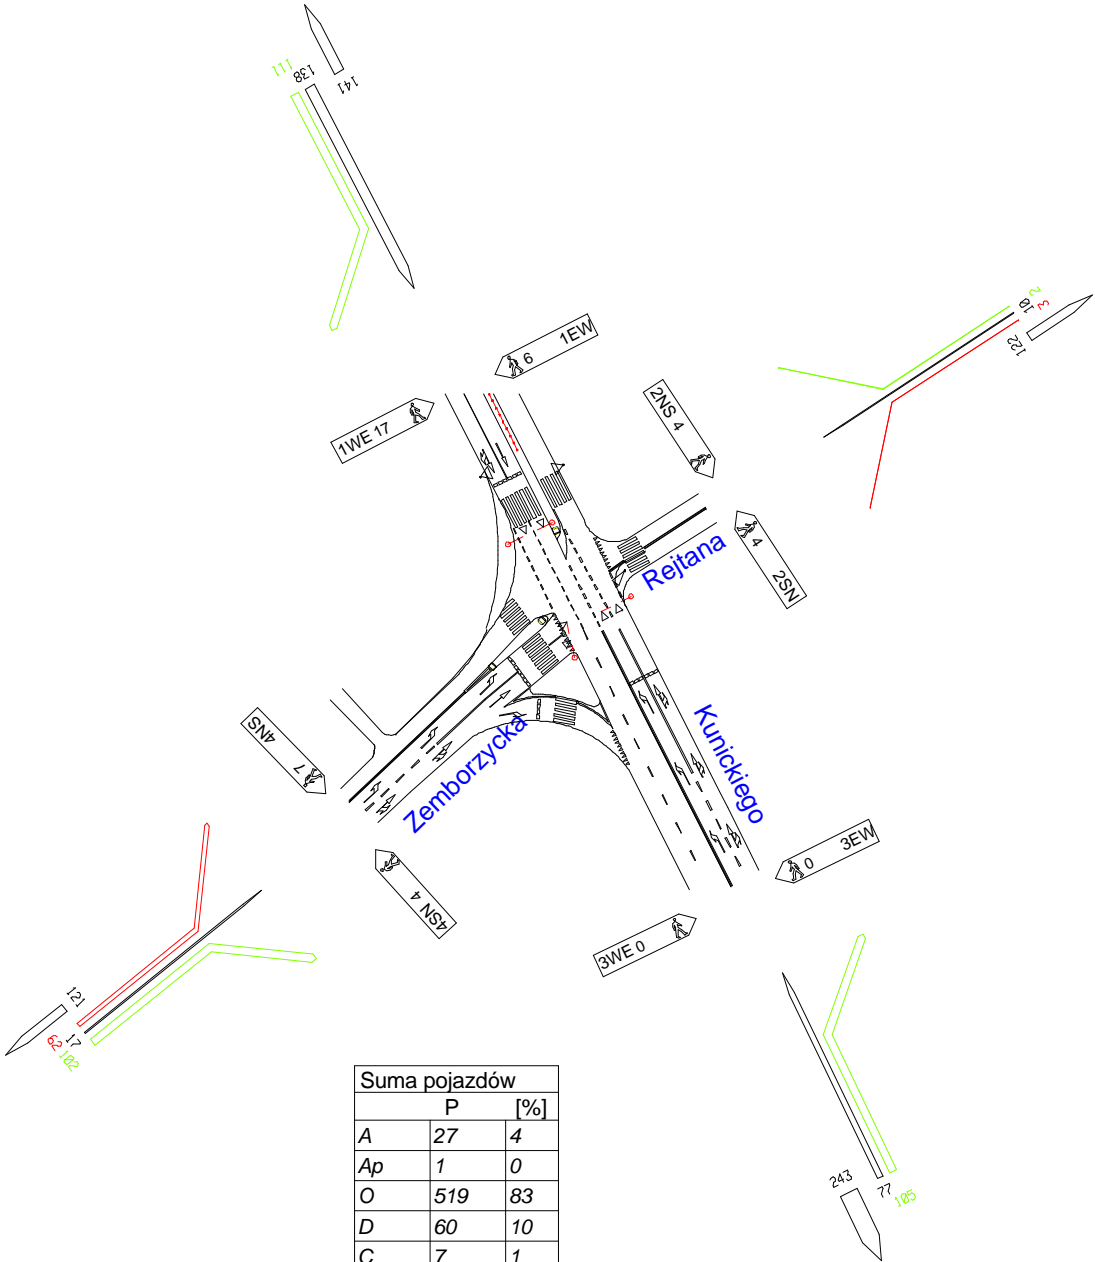 111
138
141
2
10
3
122
6 1EW
1WE 17
2NS 4
4 2SN
Rejtana
Kunickiego
Zemborzycka
4NS 7
4SN 4
0 3EW
3WE 0
121
62
17
102
243
77
105
Suma pojazdów
P [%]
A 27 4
Ap 1 0
O 519 83
D 60 10
C 7 1